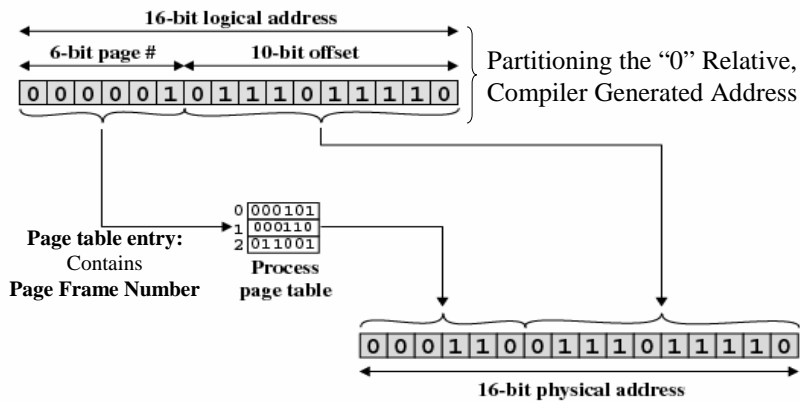 16-bit logical address
6-bit page # 10-bit offset
Partitioning the “0” Relative,
Compiler Generated Address
0 0 0 0 0 1 0 1 1 1 0 1 1 1 1 0
0 000101
1 000110
2 011001
Page table entry:
Contains
Page Frame Number
Process
page table
0 0 0 1 1 0 0 1 1 1 0 1 1 1 1 0
16-bit physical address